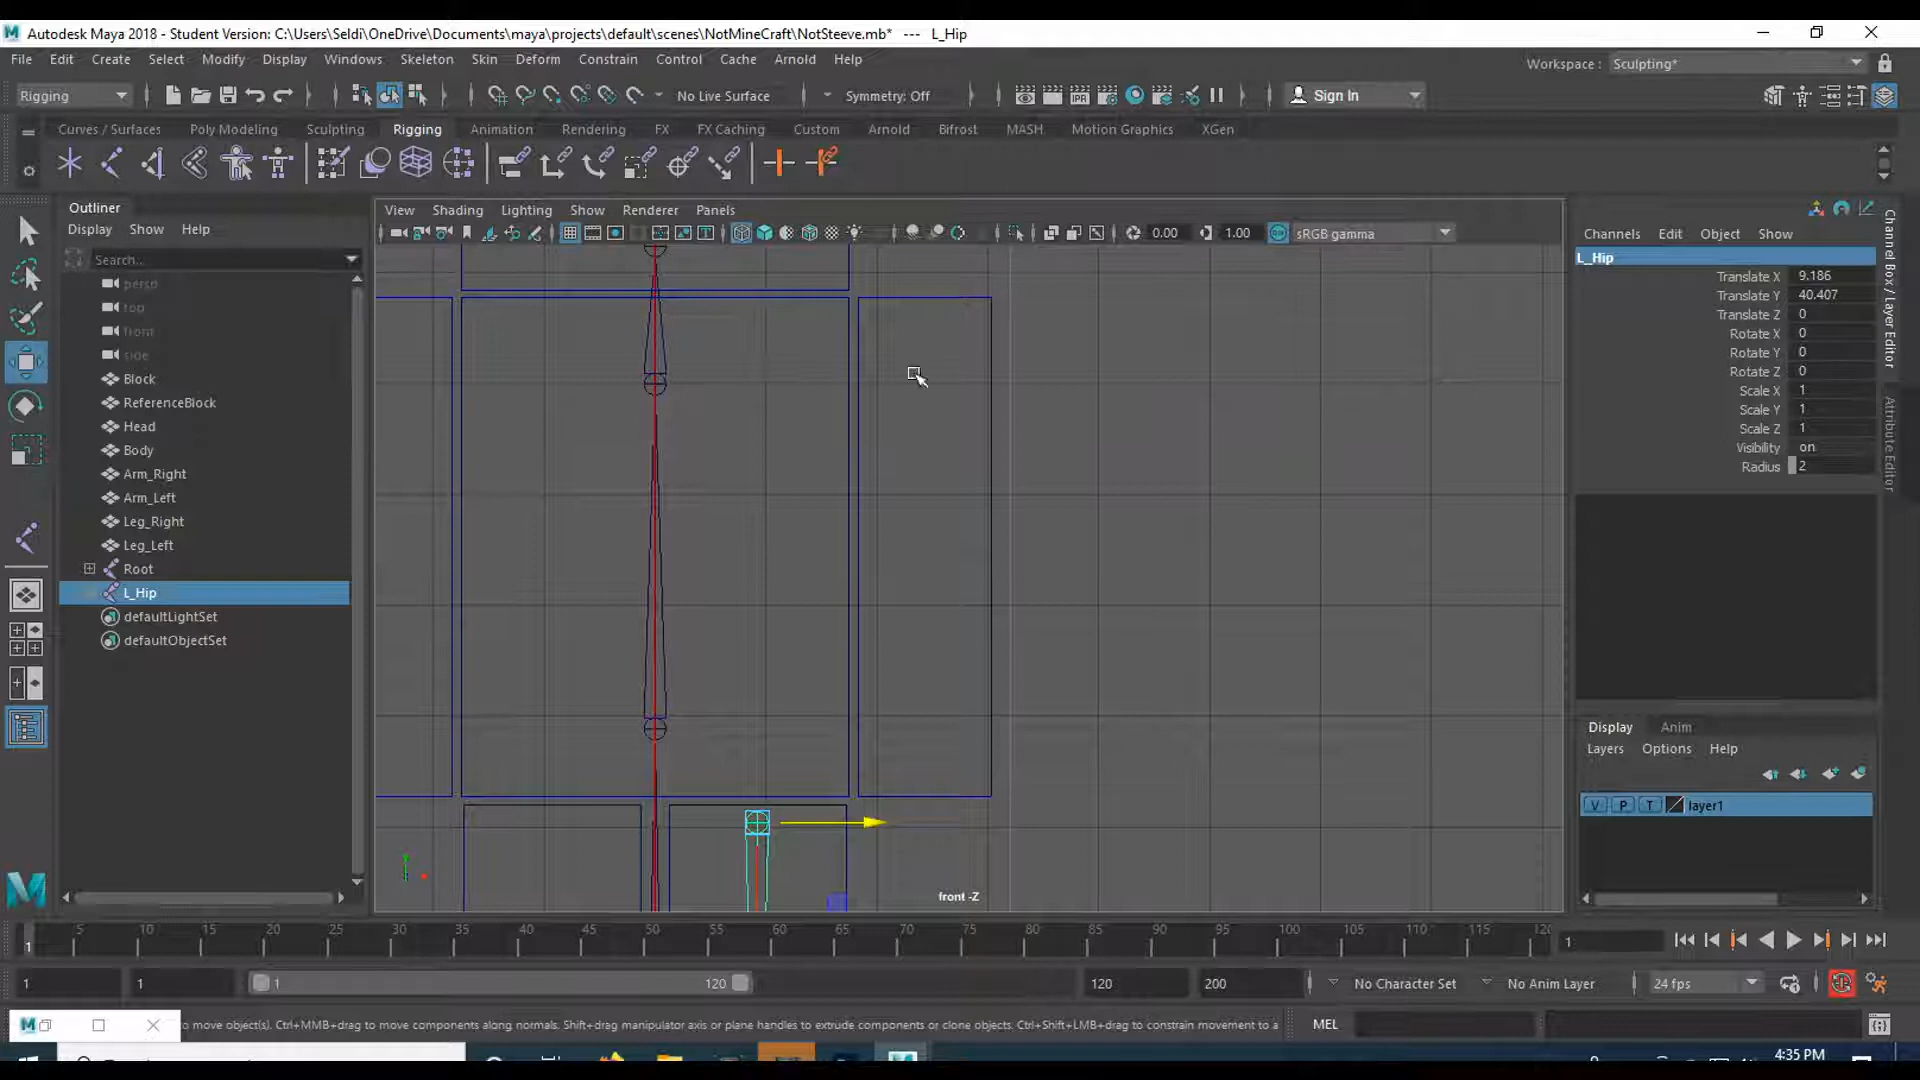 Autodesk Maya 2018 - Student Version: C:\Users\Seldi\OneDrive\Documents\maya\projects\default\scenes\NotMineCraft\NotSteeve.mb* --- L_Hip
File Edit Create Select Modify Display Windows Skeleton Skin Deform Constrain Control Cache Arnold Help
Workspace : Sculpting*
Rigging No Live Surface Symmetry: Off Sign In
Curves / Surfaces Poly Modeling Sculpting Rigging Animation Rendering FX FX Caching Custom Arnold Bifrost MASH Motion Graphics XGen
Outliner
Display Show Help
Search...
persp
top
front
side
Block
ReferenceBlock
Head
Body
Arm_Right
Arm_Left
Leg_Right
Leg_Left
Root
L_Hip
defaultLightSet
defaultObjectSet
View Shading Lighting Show Renderer Panels
IPR
0.00 1.00 sRGB gamma
front -Z
Channels Edit Object Show
L_Hip
Translate X 9.186
Translate Y 40.407
Translate Z 0
Rotate X 0
Rotate Y 0
Rotate Z 0
Scale X 1
Scale Y 1
Scale Z 1
Visibility on
Radius 2
Channel Box / Layer Editor
Attribute Editor
Display Anim
Layers Options Help
V P T layer1
5 10 15 20 25 30 35 40 45 50 55 60 65 70 75 80 85 90 95 100 105 110 115 120
1 1
1 1 1 120 120 200 No Character Set No Anim Layer 24 fps
to move object(s). Ctrl+MMB+drag to move components along normals. Shift+drag manipulator axis or plane handles to extrude components or clone objects. Ctrl+Shift+LMB+drag to constrain movement to a
MEL
4:35 PM